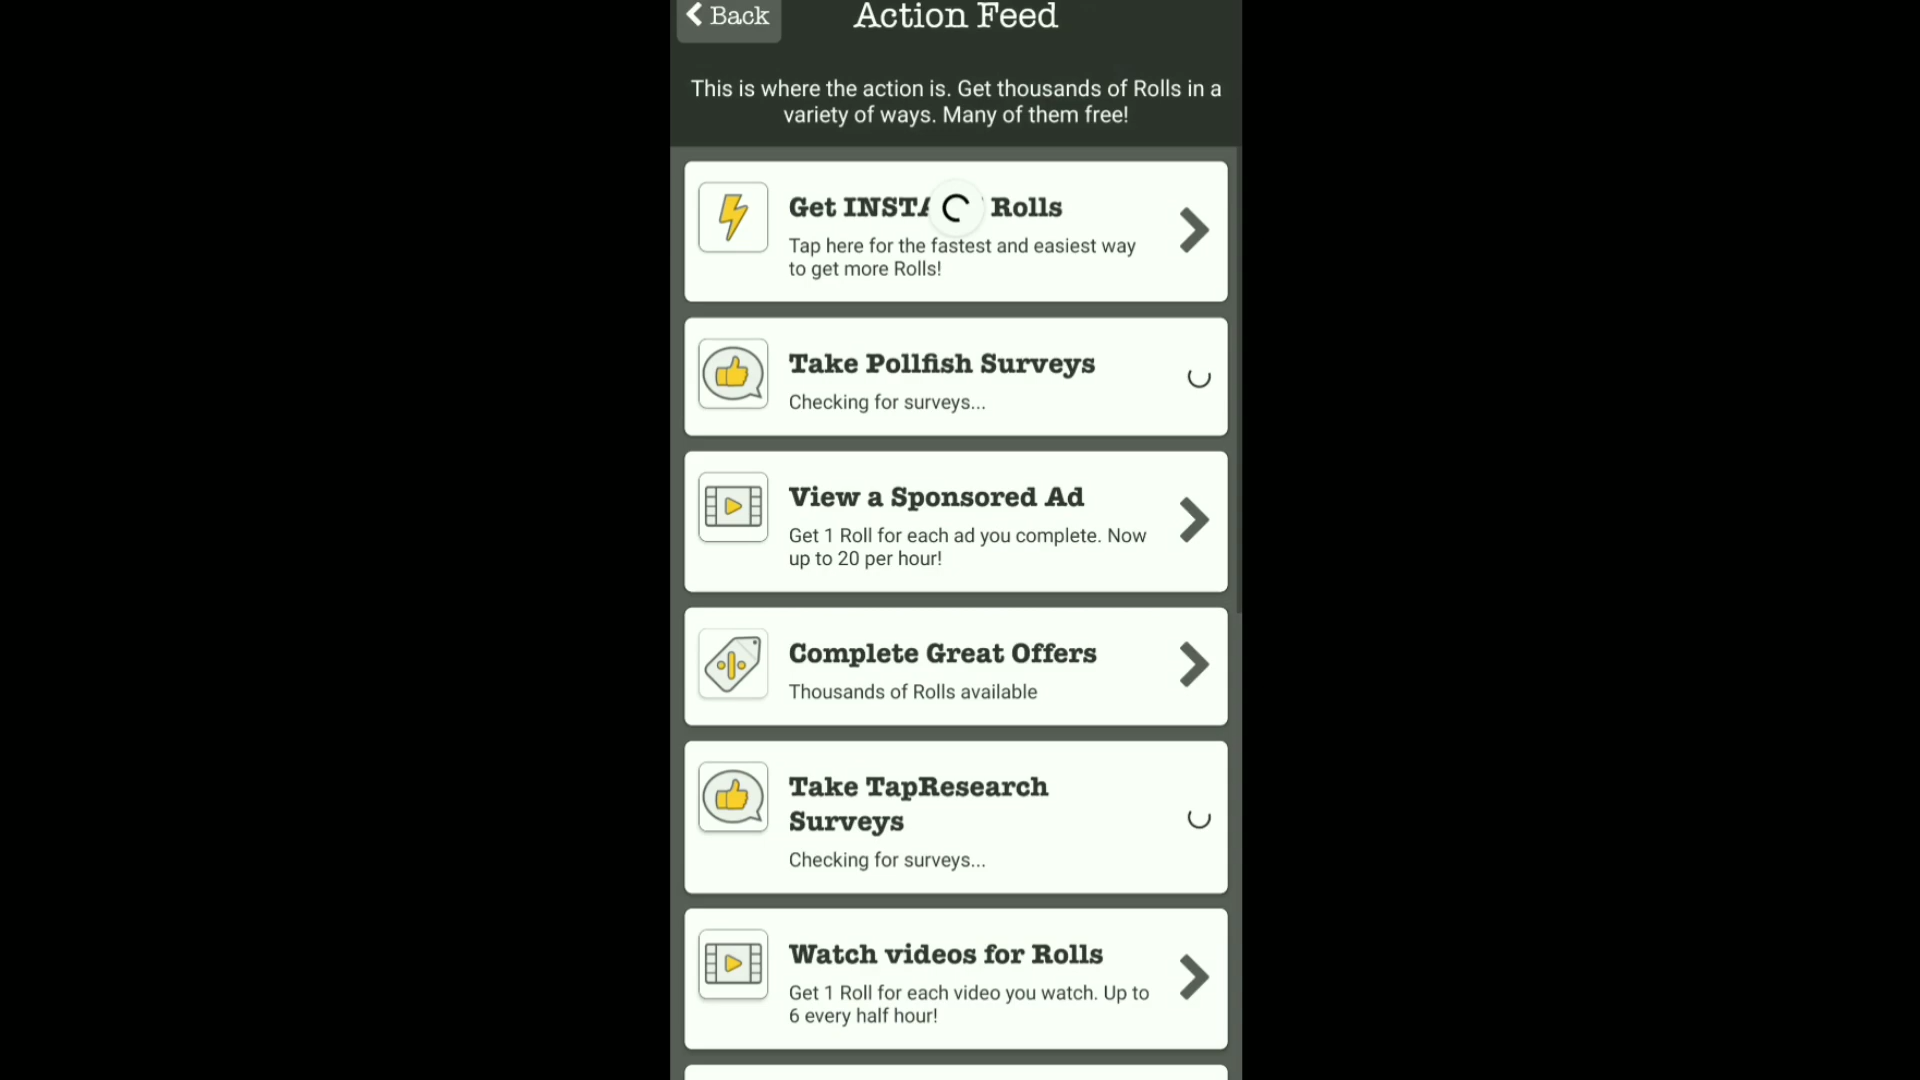 Back
Action Feed
This is where the action is. Get thousands of Rolls in a
variety of ways. Many of them free!
Get Rolls
Tap here for the fastest and easiest way
to get more Rolls!
Take Pollfish Surveys
Checking for surveys...
View a Sponsored Ad
Get 1 Roll for each ad you complete. Now
up to 20 per hour!
Complete Great Offers
Thousands of Rolls available
Take TapResearch
Surveys
Checking for surveys...
Watch videos for Rolls
Get 1 Roll for each video you watch. Up to
6 every half hour!